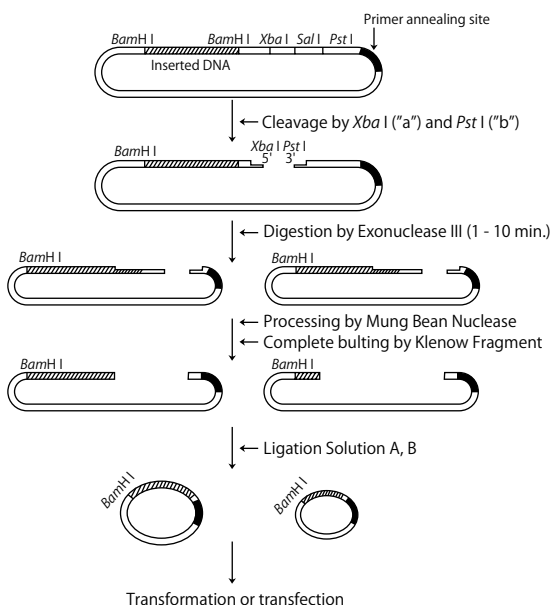 Primer annealing site
BamH I BamH I Xba I Sal I Pst I
Inserted DNA
Cleavage by Xba I ("a") and Pst I ("b")
Xba I Pst I
BamH I 5' 3'
Digestion by Exonuclease III (1 - 10 min.)
BamH I BamH I
Processing by Mung Bean Nuclease
Complete bulting by Klenow Fragment
BamH I BamH I
Ligation Solution A, B
BamH I BamH I
Transformation or transfection